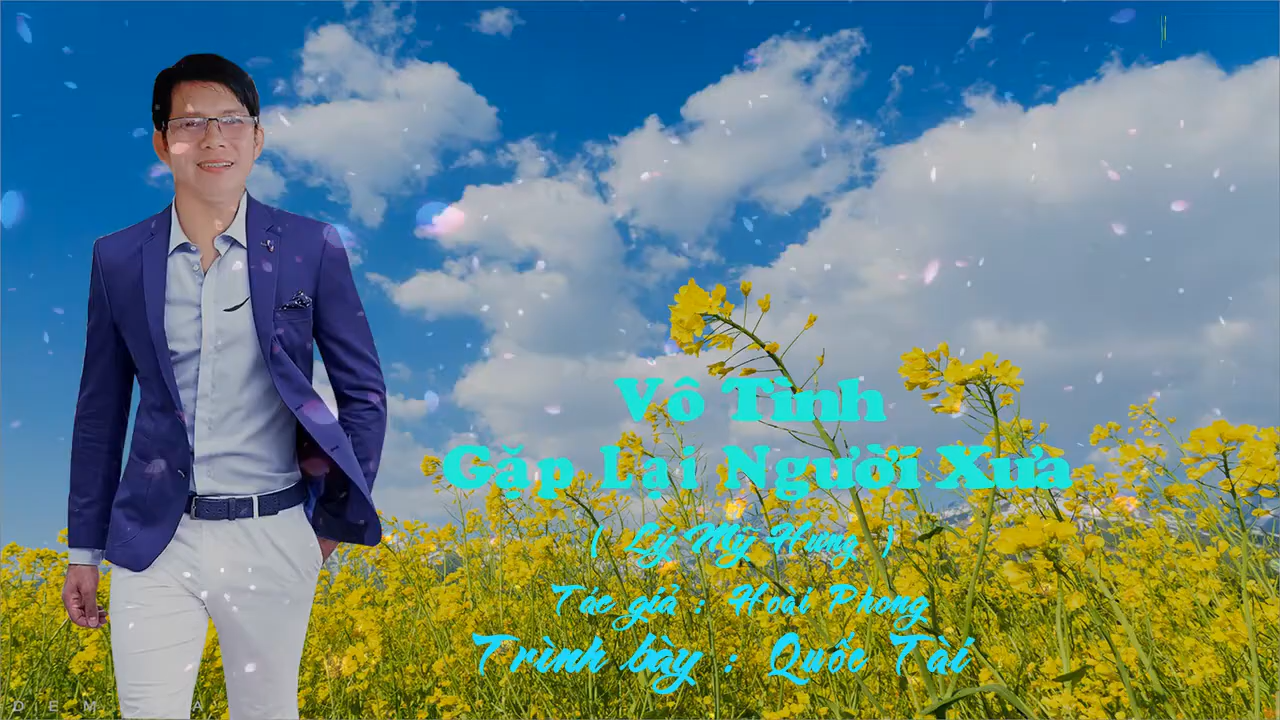 Vô Tình
Gặp Lại Người Xưa
( Lý Mỹ Hưng )
Tác giả : Hoài Phong
Trình bày : Quốc Tài